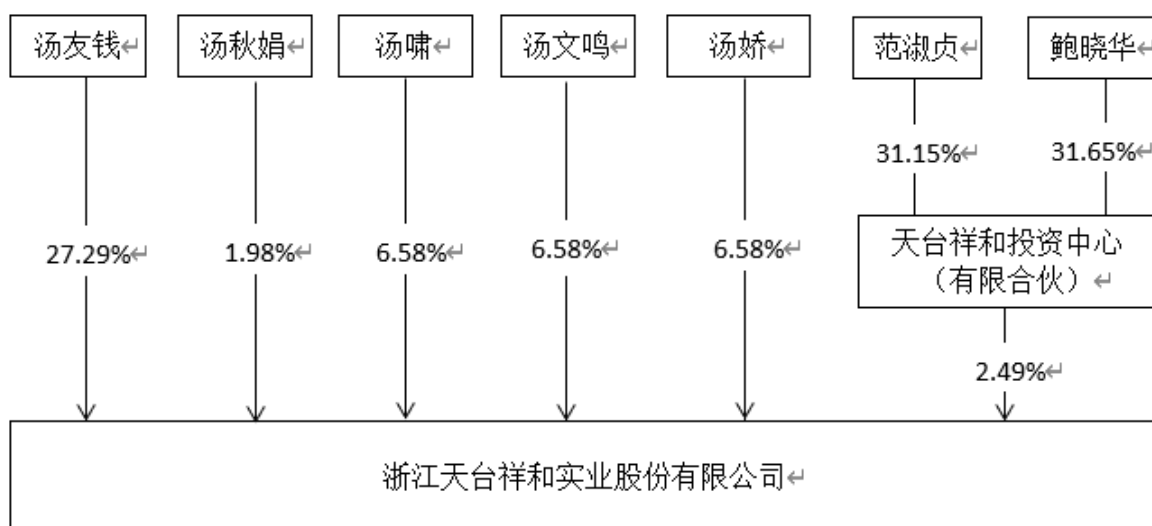 汤友钱
汤秋娟
汤啸
汤文鸣
汤娇
范淑贞
鲍晓华
31.15%
31.65%
天台祥和投资中心
（有限合伙）
27.29%
1.98%
6.58%
6.58%
6.58%
2.49%
浙江天台祥和实业股份有限公司